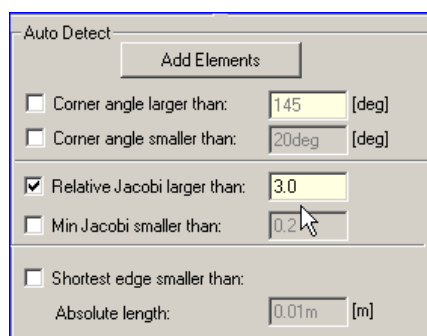 Auto Detect
Add Elements
Corner angle larger than: 145 [deg]
Corner angle smaller than: 20deg [deg]
Relative Jacobi larger than: 3.0
Min Jacobi smaller than: 0.2
Shortest edge smaller than:
Absolute length: 0.01m [m]